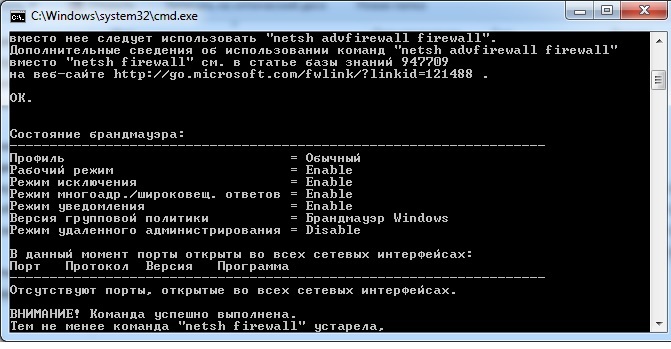 C:\Windows\system32\cmd.exe
вместо нее следует использовать "netsh advfirewall firewall".
Дополнительные сведения об использовании команд "netsh advfirewall firewall"
вместо "netsh firewall" см. в статье базы знаний 947709
на веб-сайте http://go.microsoft.com/fwlink/?linkid=121488 .
ОК.
Состояние брандмауэра:
-------------------------------------------------------------------
Профиль = Обычный
Рабочий режим = Enable
Режим исключения = Enable
Режим многоадр./широковещ. ответов = Enable
Режим уведомления = Enable
Версия групповой политики = Брандмауэр Windows
Режим удаленного администрирования = Disable
В данный момент порты открыты во всех сетевых интерфейсах:
Порт Протокол Версия Программа
-------------------------------------------------------------------
Отсутствуют порты, открытые во всех сетевых интерфейсах.
ВНИМАНИЕ! Команда успешно выполнена.
Тем не менее команда "netsh firewall" устарела,